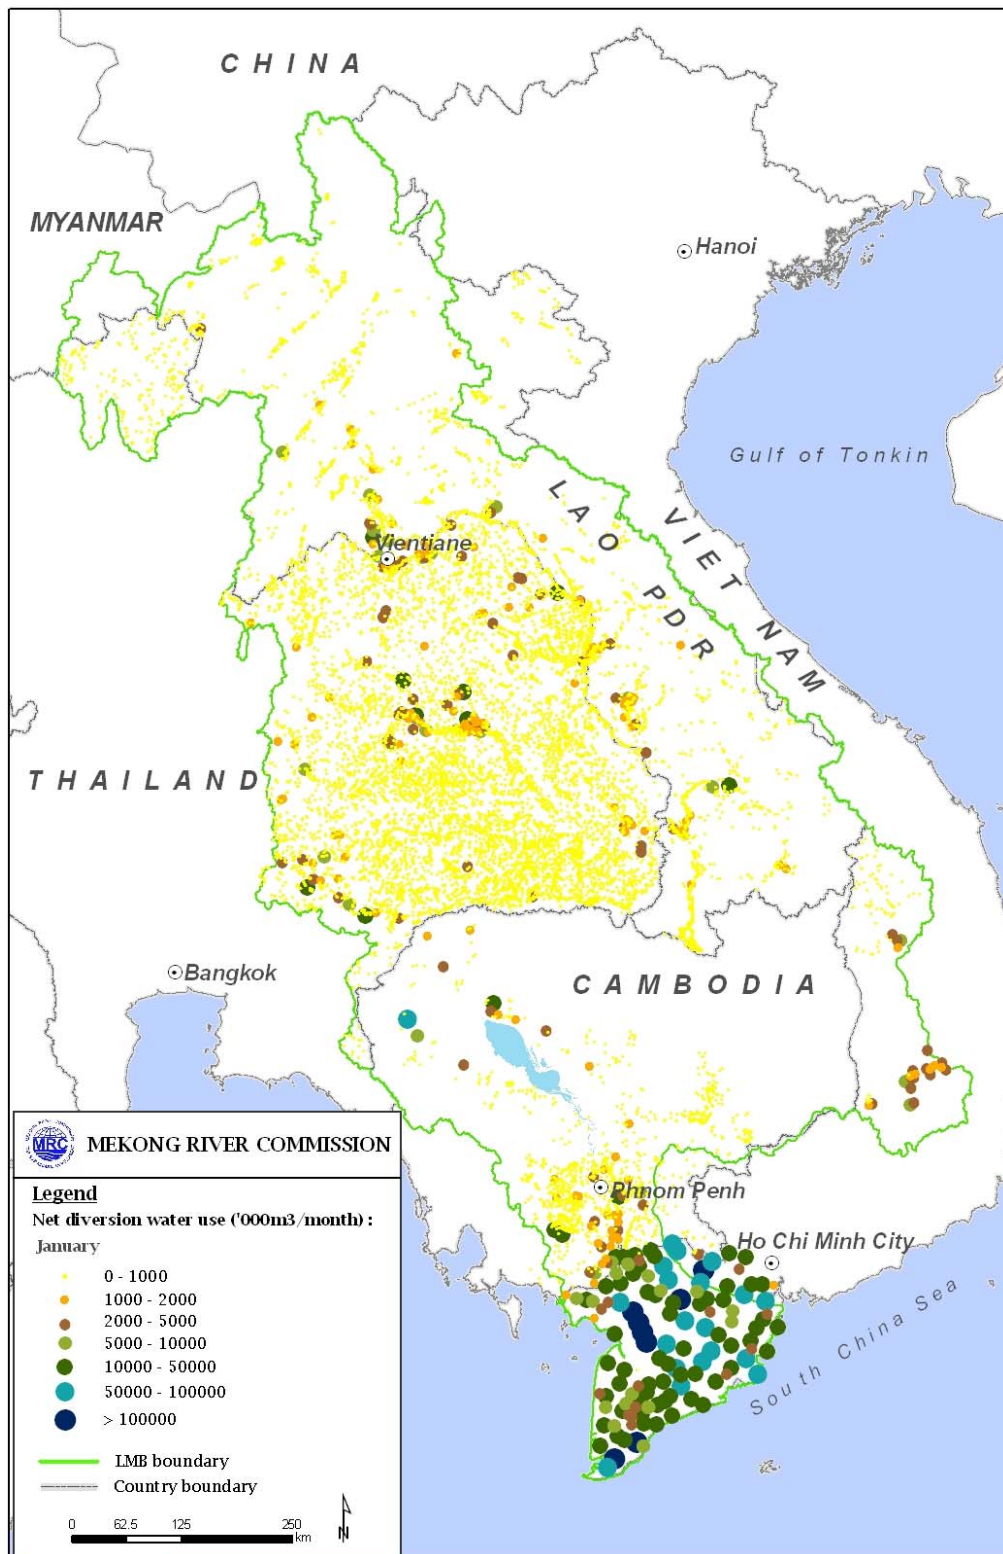 CHINA
MYANMAR
Hanoi
Gulf of Tonkin
LAO PDR
VIET NAM
Vientiane
THAILAND
Bangkok
CAMBODIA
Phnom Penh
Ho Chi Minh City
South China Sea
MRC
MEKONG RIVER COMMISSION
Legend
Net diversion water use ('000m3/month) :
January
0 - 1000
1000 - 2000
2000 - 5000
5000 - 10000
10000 - 50000
50000 - 100000
> 100000
LMB boundary
Country boundary
0 62.5 125 250
km
N